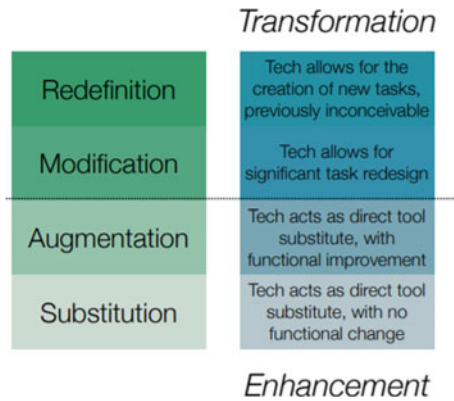 Transformation
Redefinition
Tech allows for the
creation of new tasks,
previously inconceivable
Modification
Tech allows for
significant task redesign
Augmentation
Tech acts as direct tool
substitute, with
functional improvement
Substitution
Tech acts as direct tool
substitute, with no
functional change
Enhancement